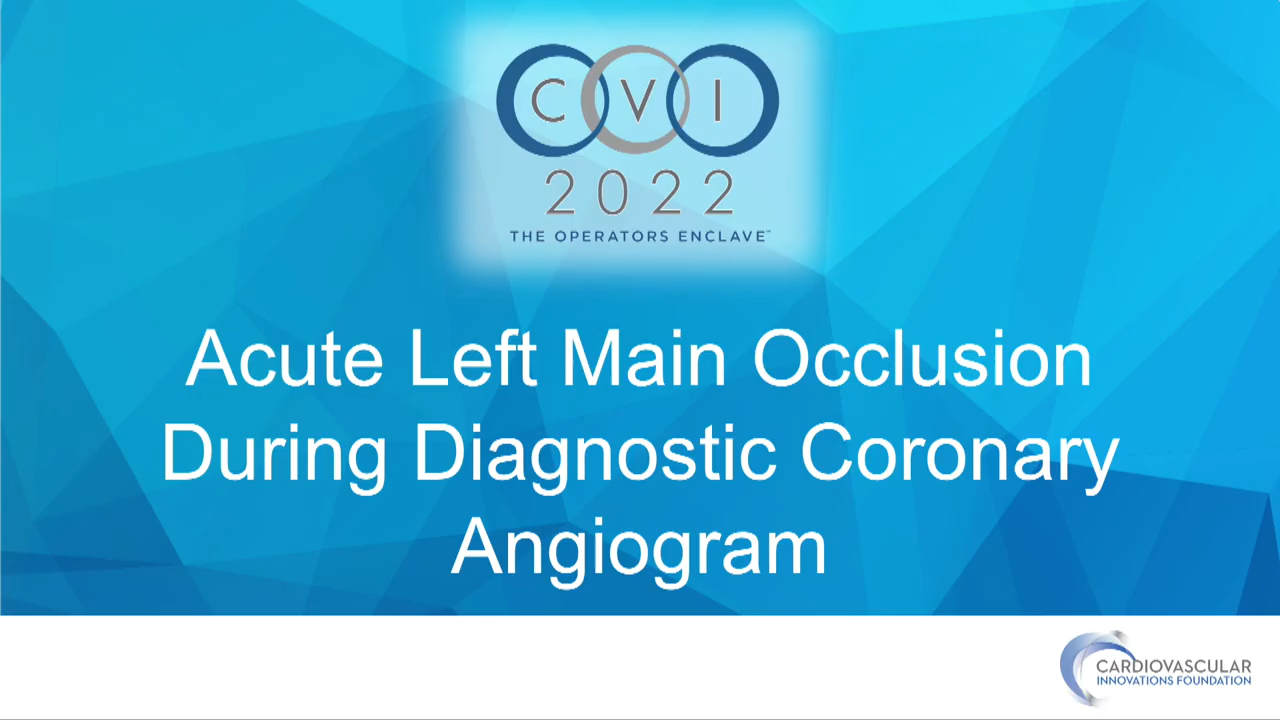 CVI
2022
THE OPERATORS ENCLAVE™
Acute Left Main Occlusion
During Diagnostic Coronary
Angiogram
CARDIOVASCULAR
INNOVATIONS FOUNDATION